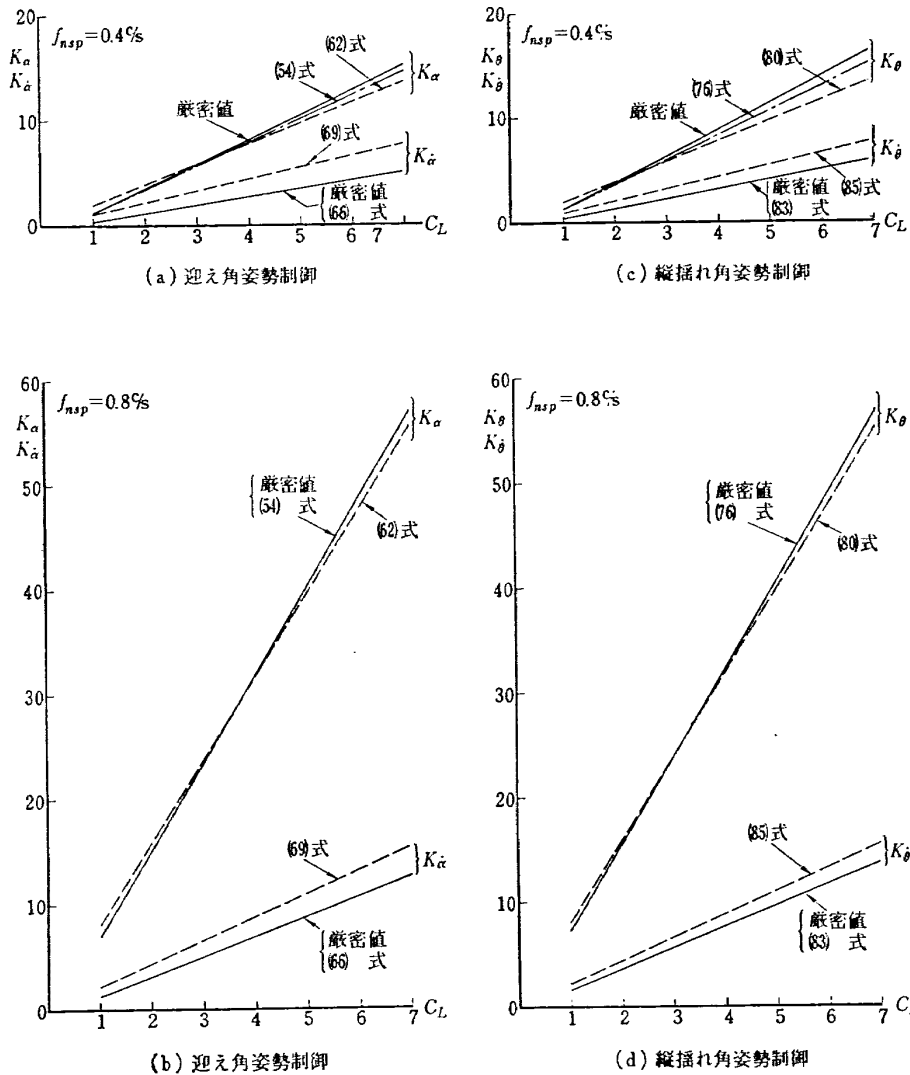 20
f_nsp=0.4 c/s
K_α
K_α̇
10
0
(62)式
(54)式
厳密値
K_α
(69)式
K_α̇
厳密値
(66) 式
1 2 3 4 5 6 7 C_L
(a) 迎え角姿勢制御
20
f_nsp=0.4 c/s
K_θ
K_θ̇
10
0
(80)式
(76)式
厳密値
K_θ
K_θ̇
(85)式
厳密値
(83) 式
1 2 3 4 5 6 7 C_L
(c) 縦揺れ角姿勢制御
60
f_nsp=0.8 c/s
K_α
K_α̇
50
40
30
20
10
0
K_α
厳密値
(54) 式
(62)式
(69)式
K_α̇
厳密値
(66) 式
1 2 3 4 5 6 7 C_L
(b) 迎え角姿勢制御
60
f_nsp=0.8 c/s
K_θ
K_θ̇
50
40
30
20
10
0
K_θ
厳密値
(76) 式
(80)式
(85)式
K_θ̇
厳密値
(83) 式
1 2 3 4 5 6 7 C_L
(d) 縦揺れ角姿勢制御